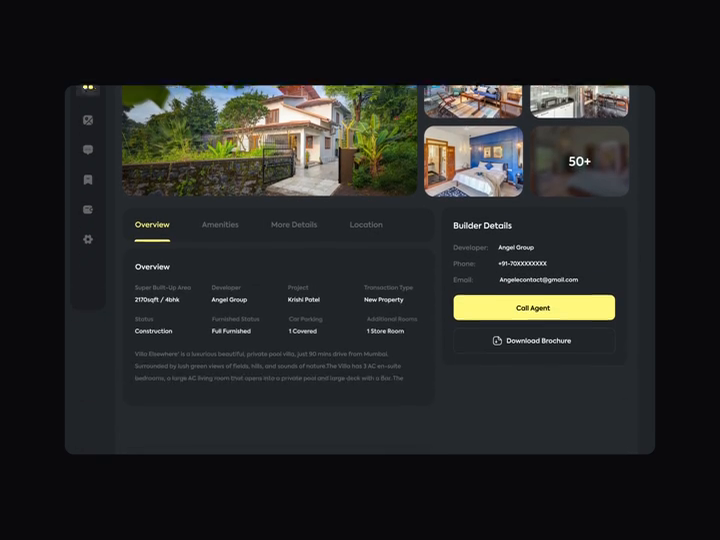 50+
Overview Amenities More Details Location
Overview
Super Built-Up Area Developer Project Transaction Type
2170sqft / 4bhk Angel Group Krishi Patel New Property
Status Furnished Status Car Parking Additional Rooms
Construction Full Furnished 1 Covered 1 Store Room
Villa Elsewhere' is a luxurious beautiful, private pool villa, just 90 mins drive from Mumbai.
Surrounded by lush green views of fields, hills, and sounds of nature.The Villa has 3 AC en-suite
bedrooms, a large AC living room that opens into a private pool and large deck with a Bar. The
Builder Details
Developer: Angel Group
Phone: +91-70XXXXXXXX
Email: Angelecontact@gmail.com
Call Agent
Download Brochure